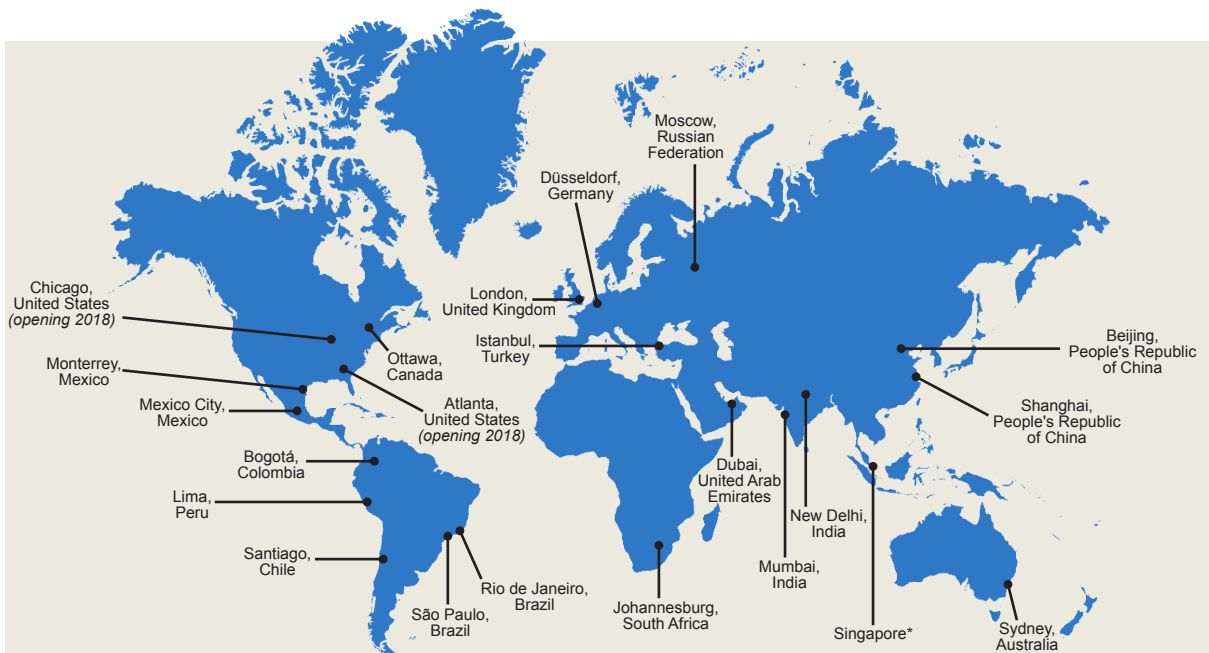 Moscow,
Russian
Federation
Düsseldorf,
Germany
Chicago,
United States
(opening 2018)
London,
United Kingdom
Istanbul,
Turkey
Beijing,
People's Republic
of China
Ottawa,
Canada
Monterrey,
Mexico
Mexico City,
Mexico
Atlanta,
United States
(opening 2018)
Shanghai,
People's Republic
of China
Bogotá,
Colombia
Dubai,
United Arab
Emirates
Lima,
Peru
New Delhi,
India
Santiago,
Chile
Mumbai,
India
Rio de Janeiro,
Brazil
São Paulo,
Brazil
Johannesburg,
South Africa
Singapore*
Sydney,
Australia